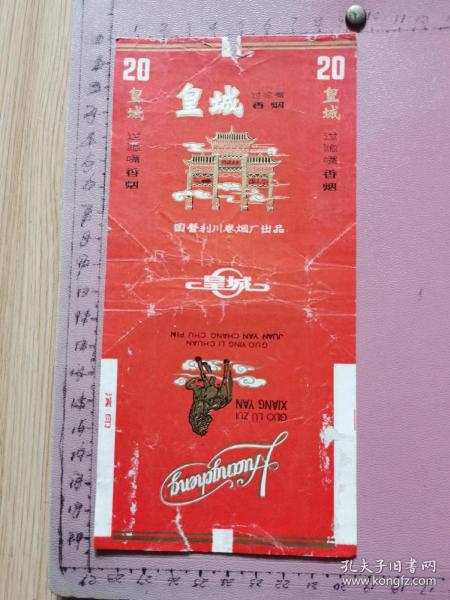 20
皇城
过滤嘴香烟
皇城
过滤嘴
香烟
20
皇城
过滤嘴香烟
国营利川卷烟厂出品
皇城
GUO YING LI CHUAN
JUAN YAN CHANG CHU PIN
GUO LÜ ZUI
XIANG YAN
Huangcheng
孔夫子旧书网
www.kongfz.com